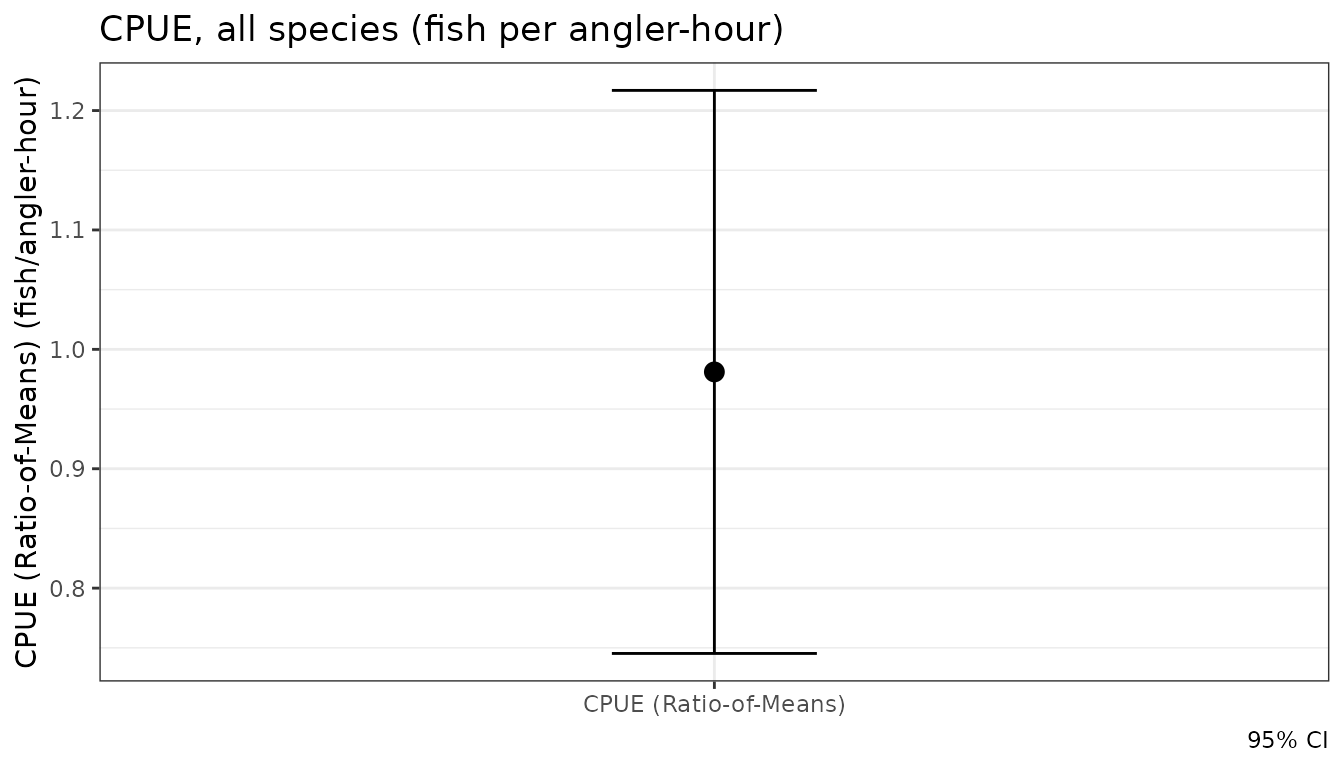 CPUE, all species (fish per angler-hour)
CPUE (Ratio-of-Means) (fish/angler-hour)
1.2
1.1
1.0
0.9
0.8
CPUE (Ratio-of-Means)
95% CI